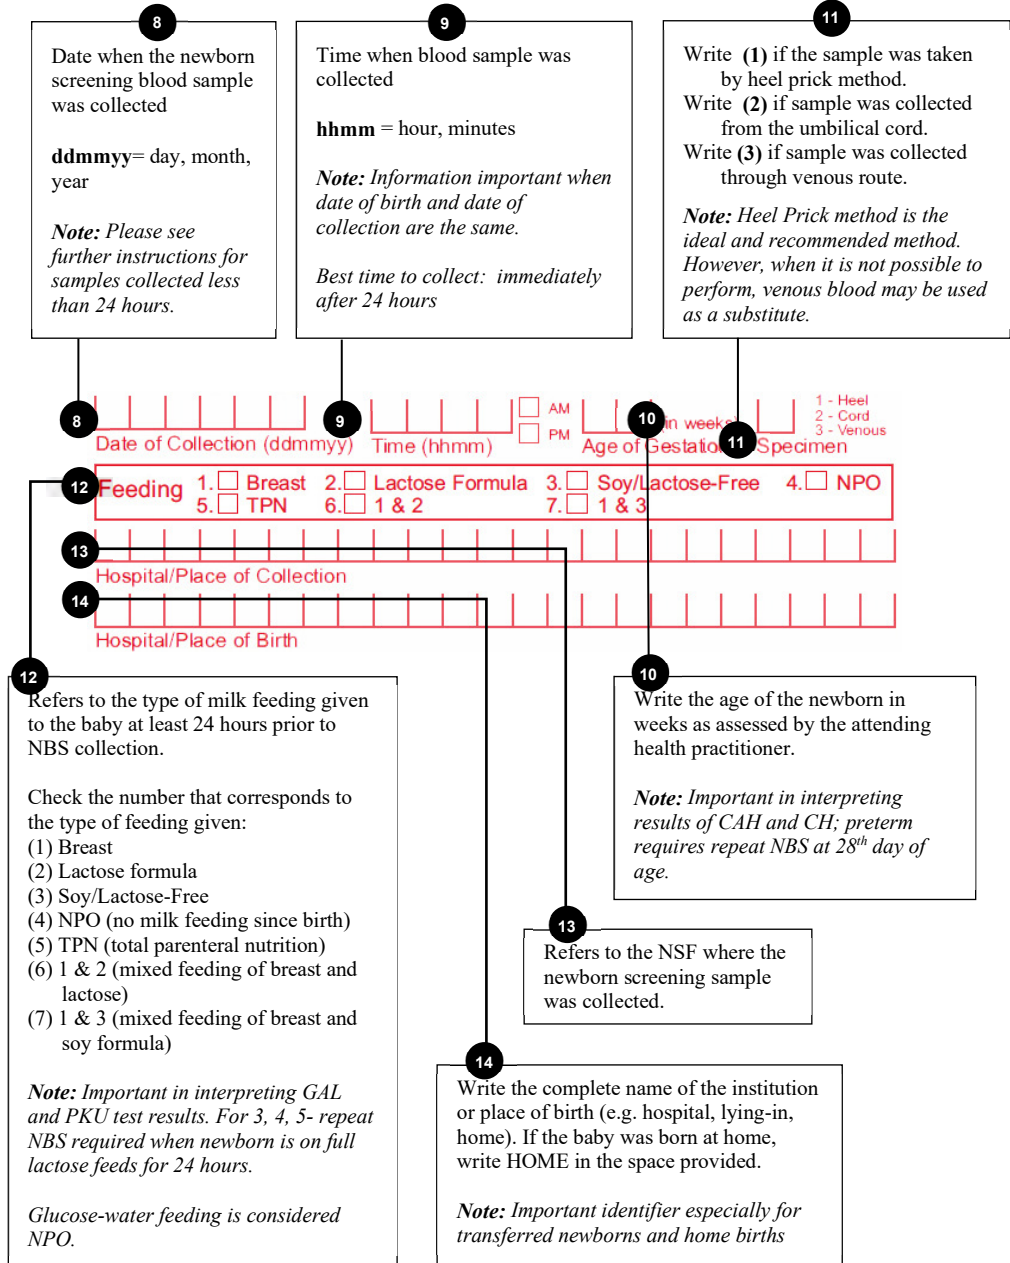 8
Date when the newborn
screening blood sample
was collected
ddmmyy= day, month,
year
Note: Please see
further instructions for
samples collected less
than 24 hours.
9
Time when blood sample was
collected
hhmm = hour, minutes
Note: Information important when
date of birth and date of
collection are the same.
Best time to collect: immediately
after 24 hours
11
Write (1) if the sample was taken
by heel prick method.
Write (2) if sample was collected
from the umbilical cord.
Write (3) if sample was collected
through venous route.
Note: Heel Prick method is the
ideal and recommended method.
However, when it is not possible to
perform, venous blood may be used
as a substitute.
8
Date of Collection (ddmmyy)
9
Time (hhmm)
AM
PM
10
in weeks)
Age of Gestation
11
Specimen
1 - Heel
2 - Cord
3 - Venous
12
Feeding 1. Breast 2. Lactose Formula 3. Soy/Lactose-Free 4. NPO
5. TPN 6. 1 & 2 7. 1 & 3
13
Hospital/Place of Collection
14
Hospital/Place of Birth
12
Refers to the type of milk feeding given
to the baby at least 24 hours prior to
NBS collection.
Check the number that corresponds to
the type of feeding given:
(1) Breast
(2) Lactose formula
(3) Soy/Lactose-Free
(4) NPO (no milk feeding since birth)
(5) TPN (total parenteral nutrition)
(6) 1 & 2 (mixed feeding of breast and
lactose)
(7) 1 & 3 (mixed feeding of breast and
soy formula)
Note: Important in interpreting GAL
and PKU test results. For 3, 4, 5- repeat
NBS required when newborn is on full
lactose feeds for 24 hours.
Glucose-water feeding is considered
NPO.
10
Write the age of the newborn in
weeks as assessed by the attending
health practitioner.
Note: Important in interpreting
results of CAH and CH; preterm
requires repeat NBS at 28th day of
age.
13
Refers to the NSF where the
newborn screening sample
was collected.
14
Write the complete name of the institution
or place of birth (e.g. hospital, lying-in,
home). If the baby was born at home,
write HOME in the space provided.
Note: Important identifier especially for
transferred newborns and home births